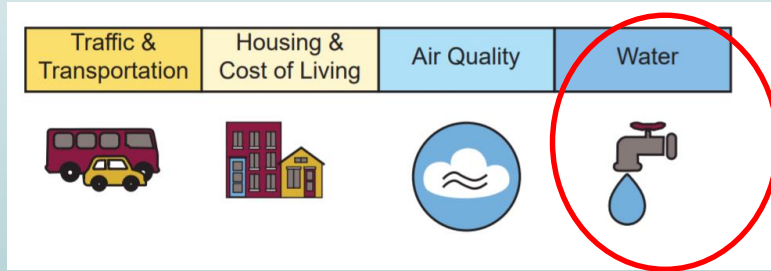 Traffic &
Transportation
Housing &
Cost of Living
Air Quality
Water